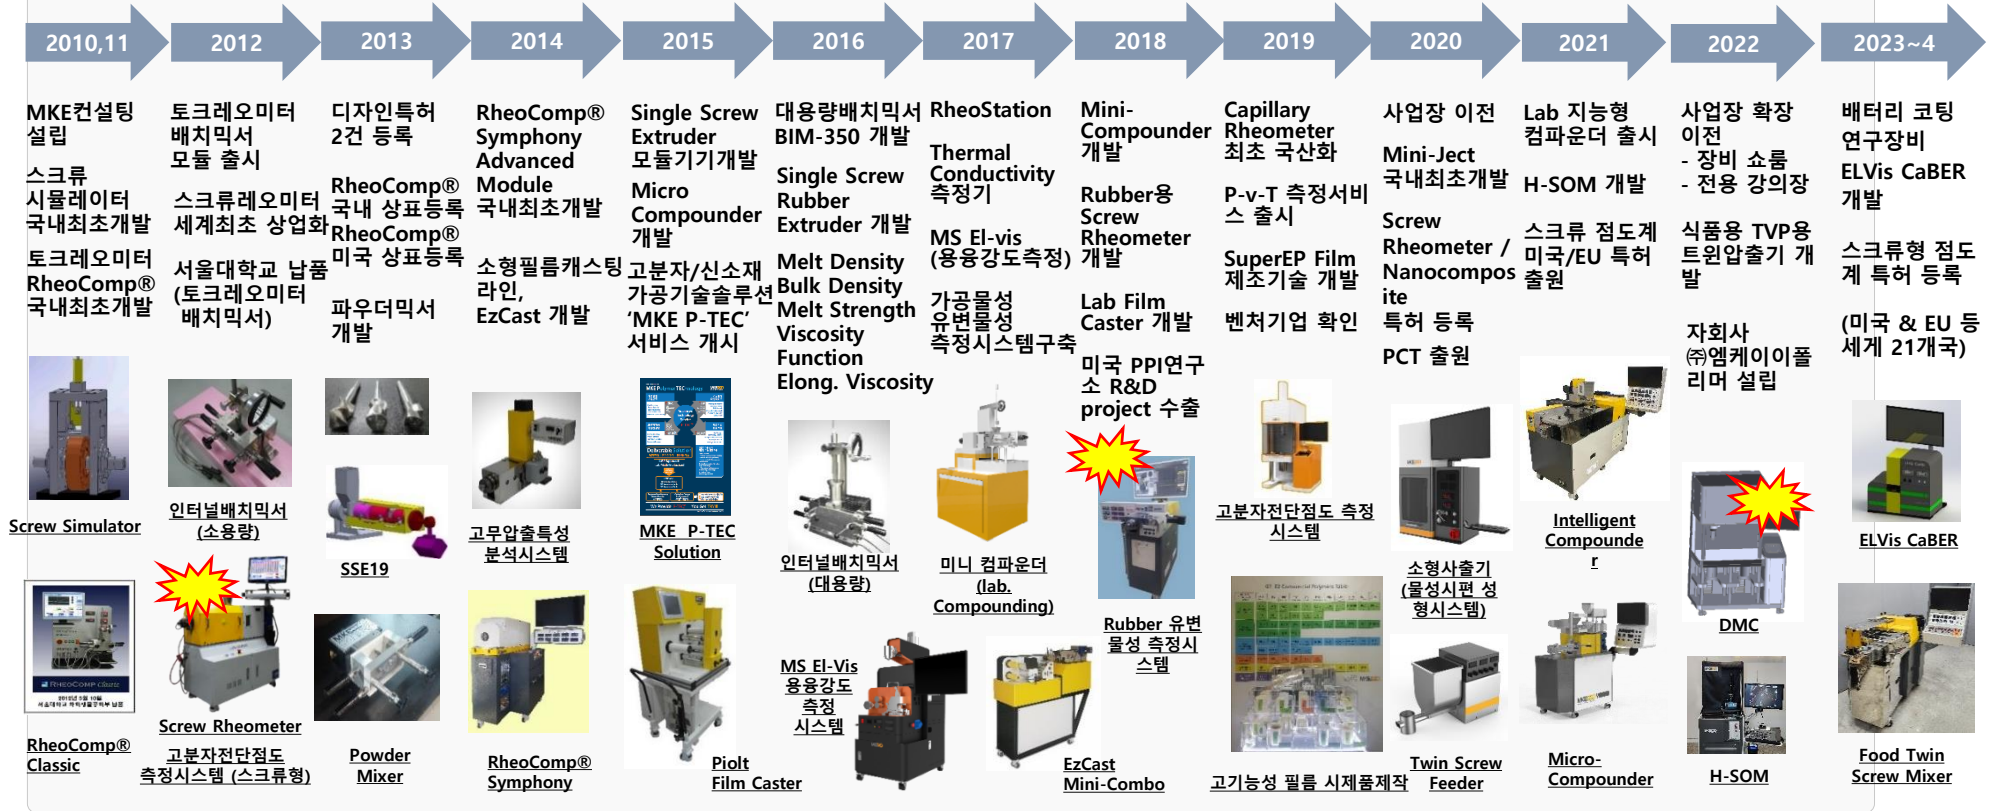 2010,11
2012
2013
2014
2015
2016
2017
2018
2019
2020
2021
2022
2023~4
MKE컨설팅
설립
스크류
시뮬레이터
국내최초개발
토크레오미터
RheoComp®
국내최초개발
Screw Simulator
RHEOCOMP Classic
RheoComp®
Classic
토크레오미터
배치믹서
모듈 출시
스크류레오미터
세계최초 상업화
서울대학교 납품
(토크레오미터
배치믹서)
인터널배치믹서
(소용량)
Screw Rheometer
고분자전단점도
측정시스템 (스크류형)
디자인특허
2건 등록
RheoComp®
국내 상표등록
RheoComp®
미국 상표등록
파우더믹서
개발
SSE19
Powder
Mixer
RheoComp®
Symphony
Advanced
Module
국내최초개발
소형필름캐스팅
라인,
EzCast 개발
고무압출특성
분석시스템
RheoComp®
Symphony
Single Screw
Extruder
모듈기기개발
Micro
Compounder
개발
고분자/신소재
가공기술솔루션
‘MKE P-TEC’
서비스 개시
MKE P-TEC
Solution
Piolt
Film Caster
대용량배치믹서
BIM-350 개발
Single Screw
Rubber
Extruder 개발
Melt Density
Bulk Density
Melt Strength
Viscosity
Function
Elong. Viscosity
인터널배치믹서
(대용량)
MS El-Vis
용융강도
측정
시스템
RheoStation
Thermal
Conductivity
측정기
MS El-vis
(용융강도측정)
가공물성
유변물성
측정시스템구축
미니 컴파운더
(lab.
Compounding)
EzCast
Mini-Combo
Mini-
Compounder
개발
Rubber용
Screw
Rheometer
개발
Lab Film
Caster 개발
미국 PPI연구
소 R&D
project 수출
Rubber 유변
물성 측정시
스템
Capillary
Rheometer
최초 국산화
P-v-T 측정서비
스 출시
SuperEP Film
제조기술 개발
벤처기업 확인
고분자전단점도 측정
시스템
고기능성 필름 시제품제작
사업장 이전
Mini-Ject
국내최초개발
Screw
Rheometer /
Nanocompos
ite
특허 등록
PCT 출원
소형사출기
(물성시편 성
형시스템)
Twin Screw
Feeder
Lab 지능형
컴파운더 출시
H-SOM 개발
스크류 점도계
미국/EU 특허
출원
Intelligent
Compounde
r
Micro-
Compounder
사업장 확장
이전
- 장비 쇼룸
- 전용 강의장
식품용 TVP용
트윈압출기 개
발
자회사
㈜엠케이이폴
리머 설립
DMC
H-SOM
배터리 코팅
연구장비
ELVis CaBER
개발
스크류형 점도
계 특허 등록
(미국 & EU 등
세계 21개국)
ELVis CaBER
Food Twin
Screw Mixer